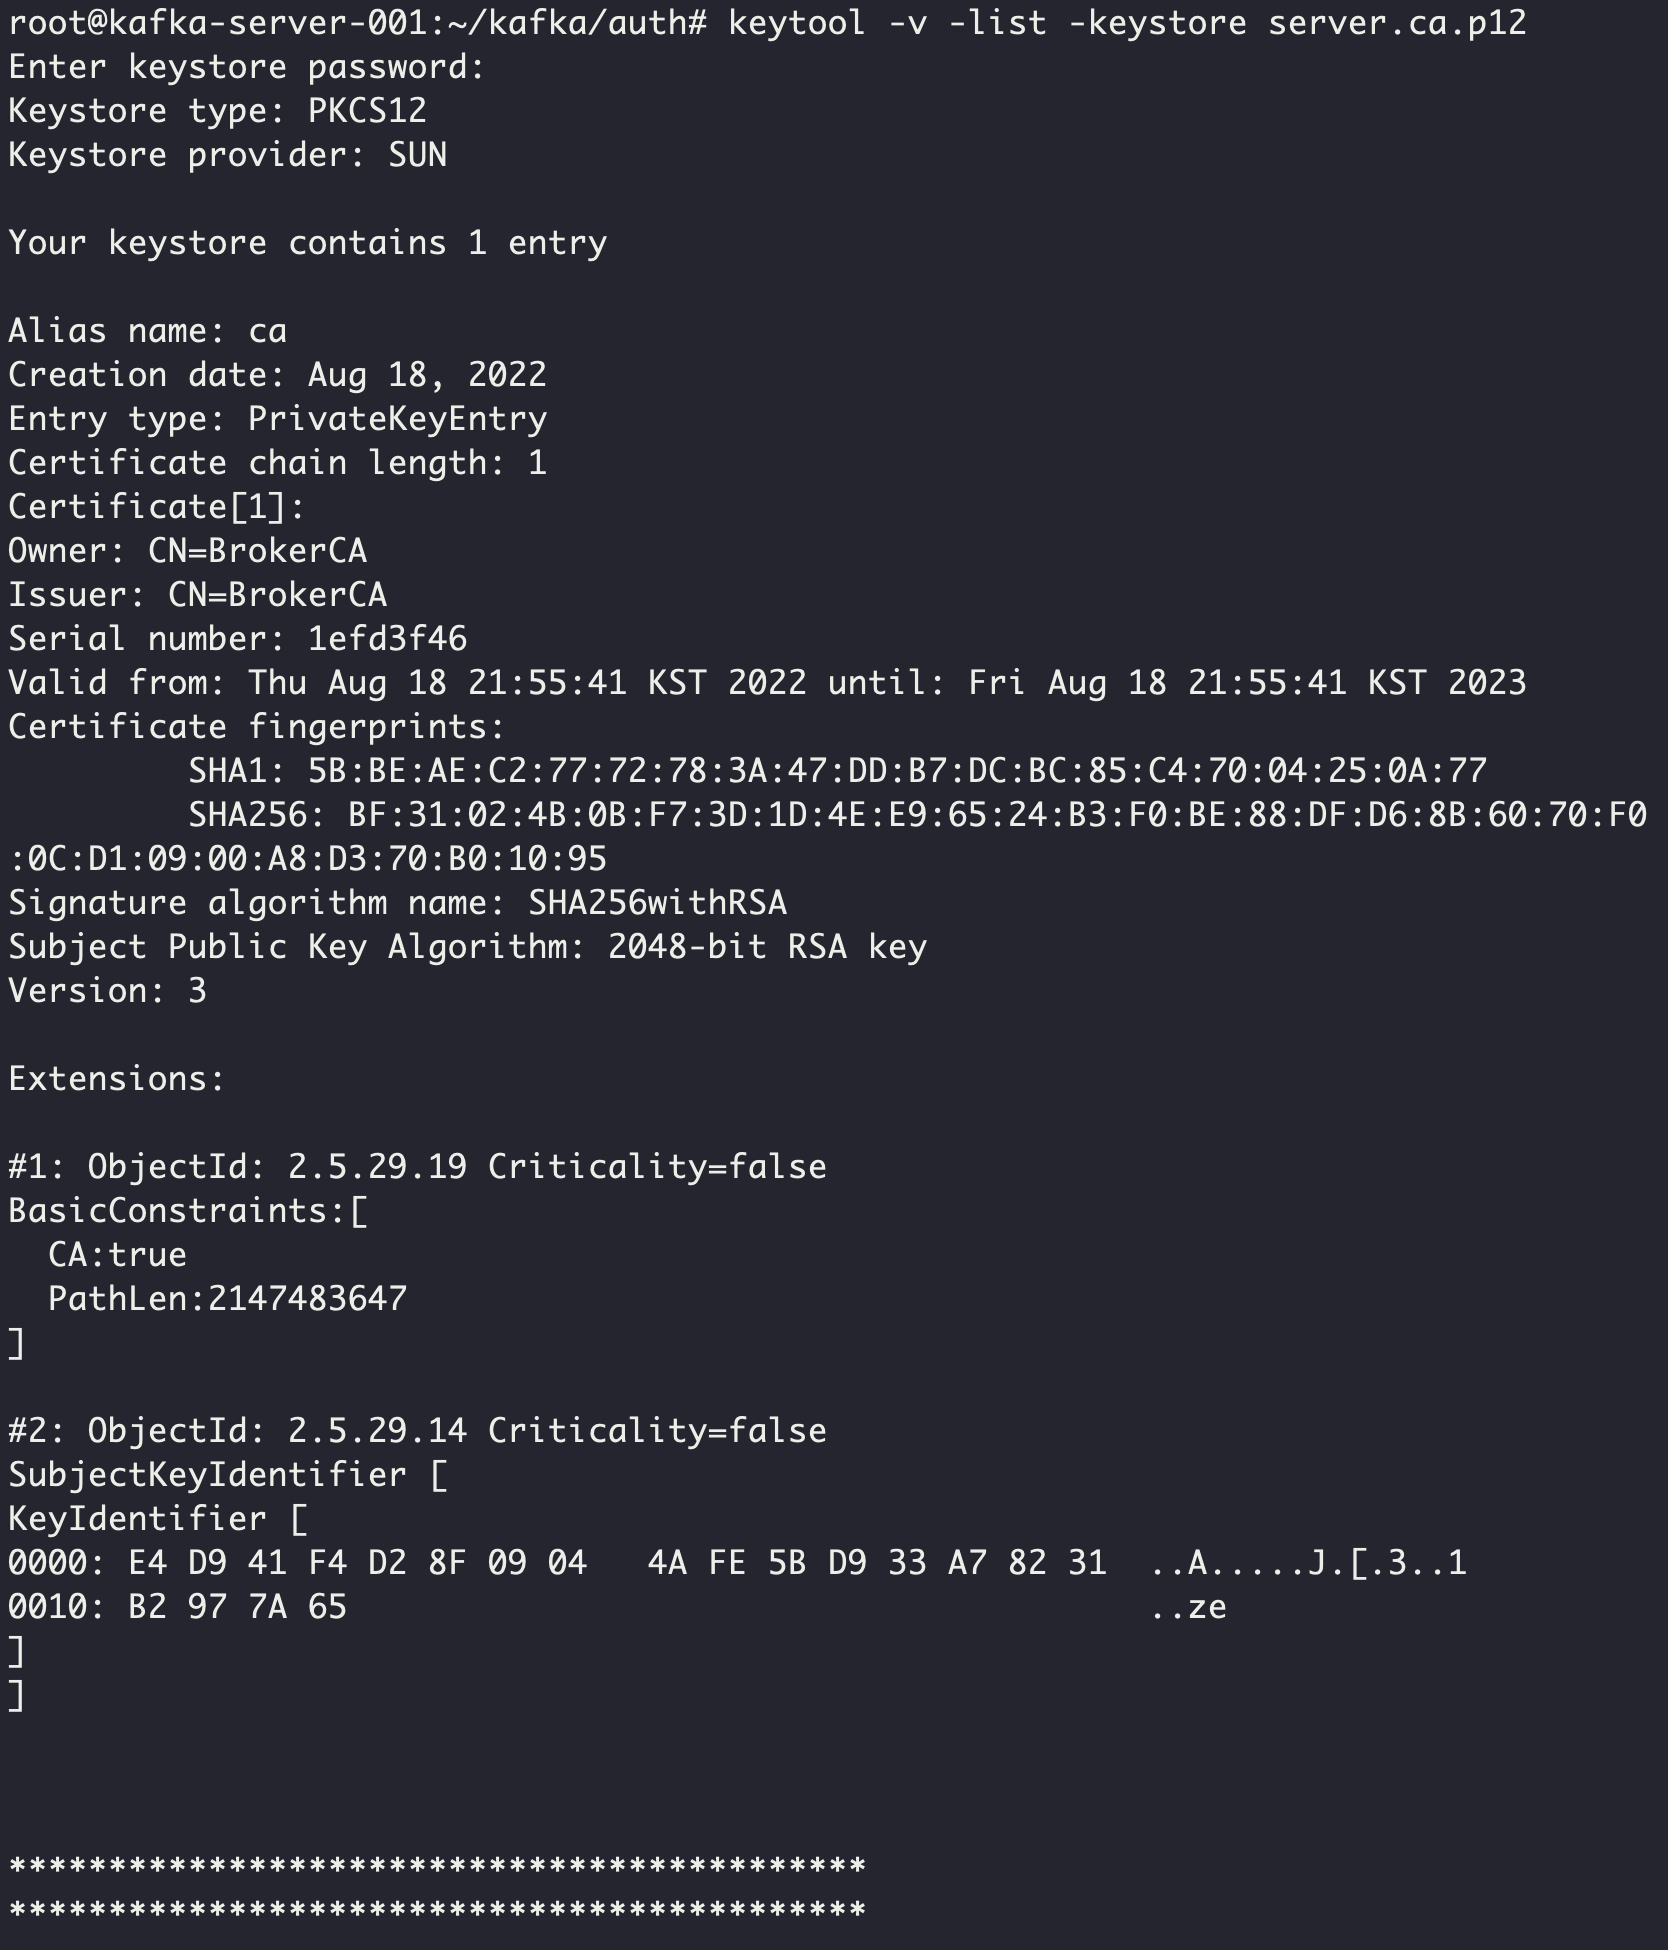 root@kafka-server-001:~/kafka/auth# keytool -v -list -keystore server.ca.p12
Enter keystore password:
Keystore type: PKCS12
Keystore provider: SUN

Your keystore contains 1 entry

Alias name: ca
Creation date: Aug 18, 2022
Entry type: PrivateKeyEntry
Certificate chain length: 1
Certificate[1]:
Owner: CN=BrokerCA
Issuer: CN=BrokerCA
Serial number: 1efd3f46
Valid from: Thu Aug 18 21:55:41 KST 2022 until: Fri Aug 18 21:55:41 KST 2023
Certificate fingerprints:
         SHA1: 5B:BE:AE:C2:77:72:78:3A:47:DD:B7:DC:BC:85:C4:70:04:25:0A:77
         SHA256: BF:31:02:4B:0B:F7:3D:1D:4E:E9:65:24:B3:F0:BE:88:DF:D6:8B:60:70:F0
:0C:D1:09:00:A8:D3:70:B0:10:95
Signature algorithm name: SHA256withRSA
Subject Public Key Algorithm: 2048-bit RSA key
Version: 3

Extensions:

#1: ObjectId: 2.5.29.19 Criticality=false
BasicConstraints:[
  CA:true
  PathLen:2147483647
]

#2: ObjectId: 2.5.29.14 Criticality=false
SubjectKeyIdentifier [
KeyIdentifier [
0000: E4 D9 41 F4 D2 8F 09 04   4A FE 5B D9 33 A7 82 31  ..A.....J.[.3..1
0010: B2 97 7A 65                                        ..ze
]
]

*******************************************
*******************************************